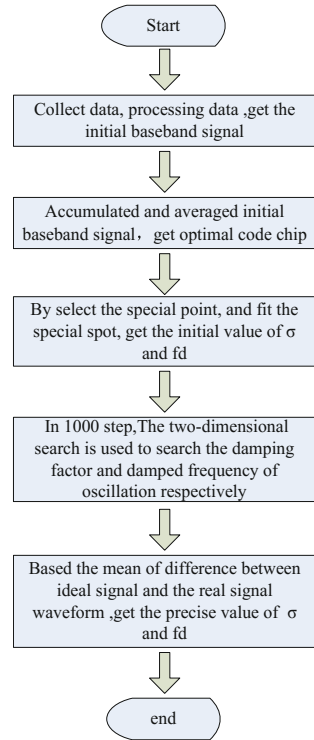 Start
Collect data, processing data ,get the
initial baseband signal
Accumulated and averaged initial
baseband signal，get optimal code chip
By select the special point, and fit the
special spot, get the initial value of σ
and fd
In 1000 step,The two-dimensional
search is used to search the damping
factor and damped frequency of
oscillation respectively
Based the mean of difference between
ideal signal and the real signal
waveform ,get the precise value of σ
and fd
end